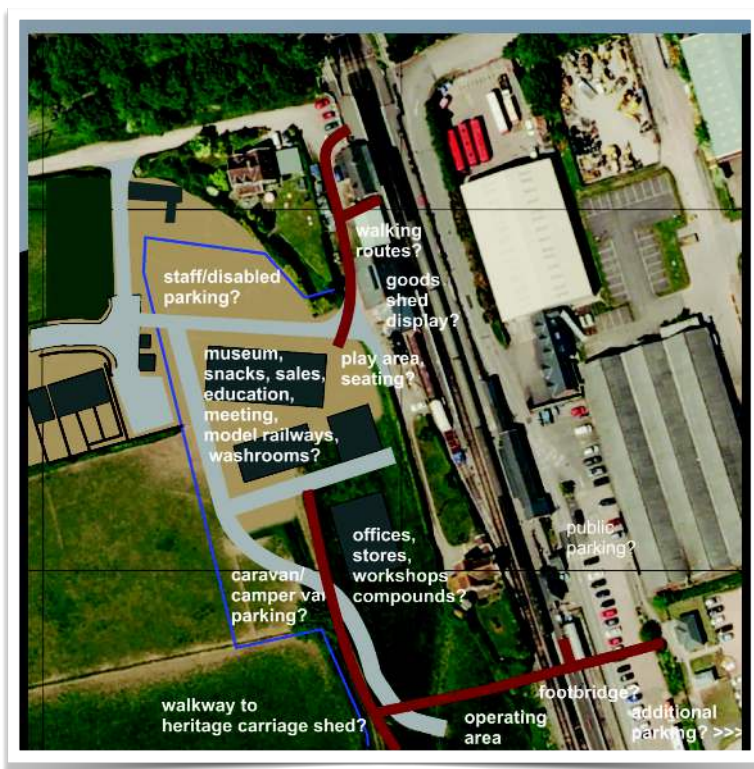 walking
routes?
staff/disabled
parking?
goods
shed
display?
museum,
snacks, sales,
education,
meeting,
model railways,
washrooms?
play area,
seating?
offices,
stores,
workshops
compounds?
public
parking?
caravan/
camper va
parking?
walkway to
heritage carriage shed?
footbridge?
operating
area
additional
parking? >>>